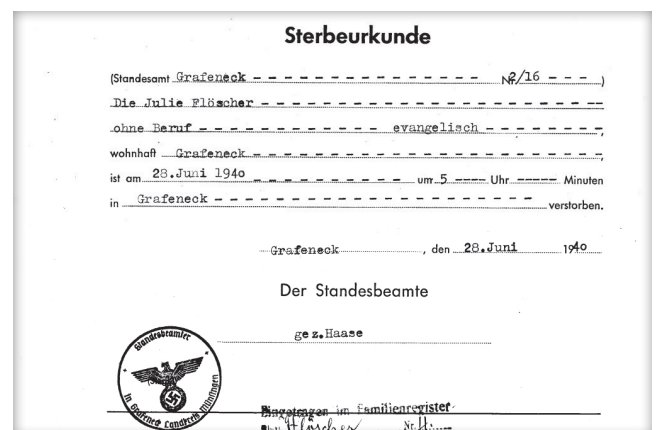 Sterbeurkunde
(Standesamt Grafeneck - - - - - - - - - - - - - - - - Nr. 2/16 - - - )
Die Julie Flöscher - - - - - - - - - - - - - - - - - - - - - - - --
ohne Beruf - - - - - - - - - - - - evangelisch - - - - - - - -,
wohnhaft Grafeneck - - - - - - - - - - - - - - - - - - - - - - - -,
ist am 28.Juni 1940 - - - - - - - - - - um 5 ---- Uhr ----- Minuten
in Grafeneck - - - - - - - - - - - - - - - - - - - - - verstorben.
Grafeneck, den 28.Juni 1940
Der Standesbeamte
gez.Haase
Standesbeamter
in Grafeneck Landkreis Münsingen
Eingetragen im Familienregister
Flöscher Nr.